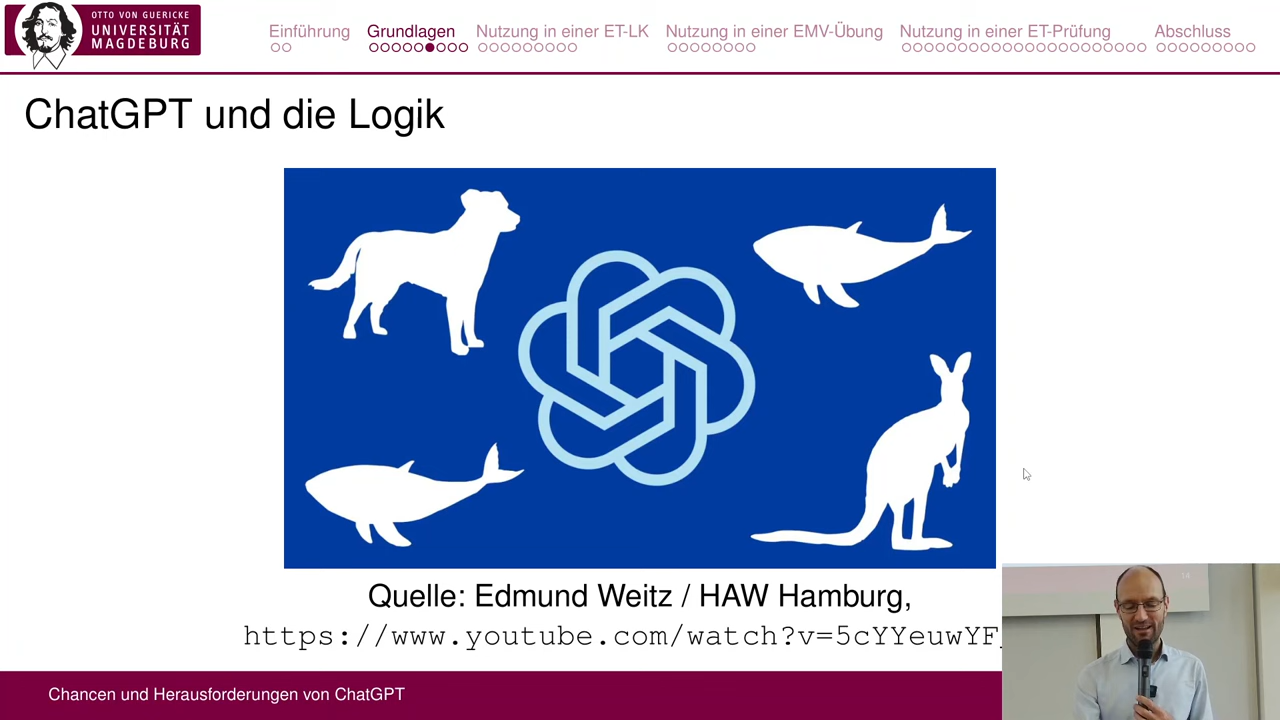 OTTO VON GUERICKE
UNIVERSITÄT
MAGDEBURG
Einführung
Grundlagen
Nutzung in einer ET-LK
Nutzung in einer EMV-Übung
Nutzung in einer ET-Prüfung
Abschluss
ChatGPT und die Logik
Quelle: Edmund Weitz / HAW Hamburg,
https://www.youtube.com/watch?v=5cYYeuwYF_
Chancen und Herausforderungen von ChatGPT